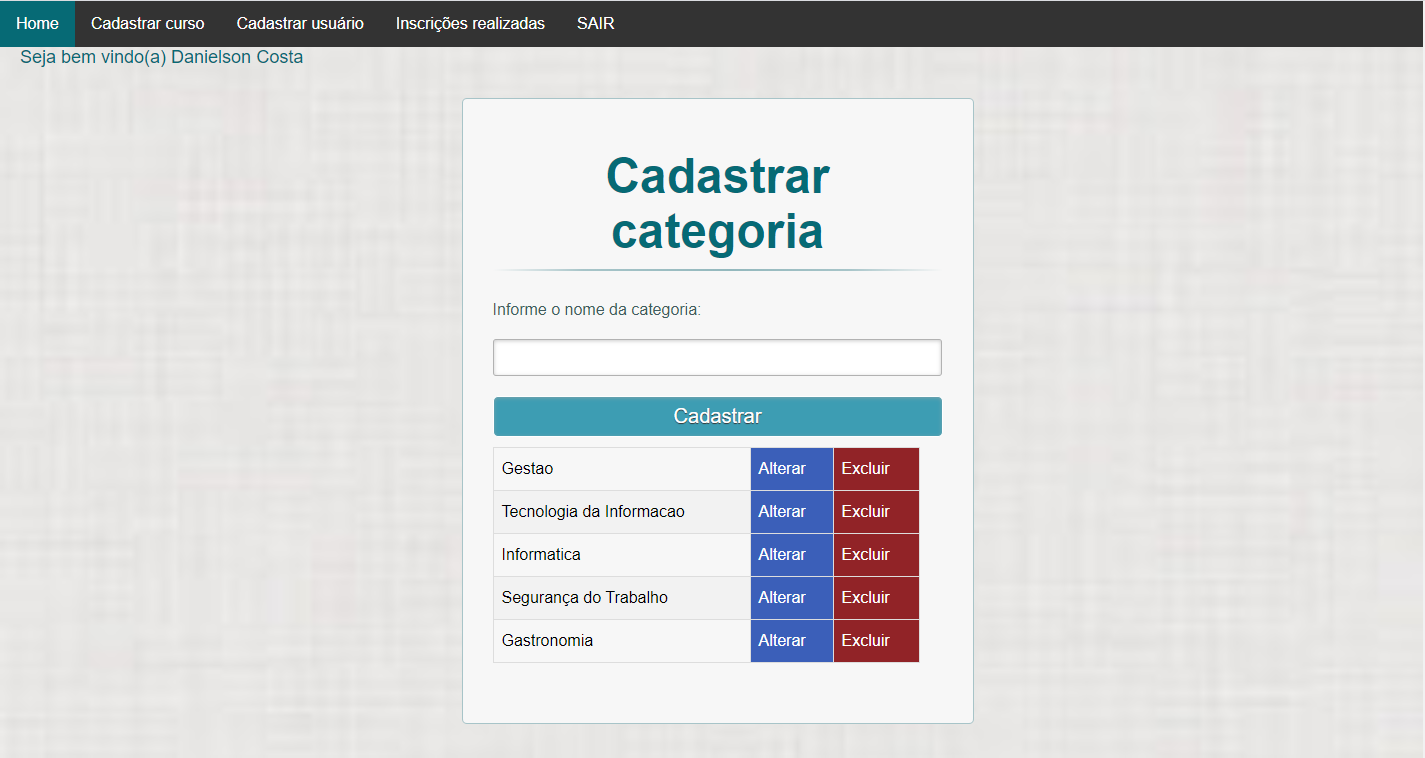 Home Cadastrar curso Cadastrar usuário Inscrições realizadas SAIR
Seja bem vindo(a) Danielson Costa
Cadastrar
categoria
Informe o nome da categoria:
Cadastrar
Gestao Alterar Excluir
Tecnologia da Informacao Alterar Excluir
Informatica Alterar Excluir
Segurança do Trabalho Alterar Excluir
Gastronomia Alterar Excluir